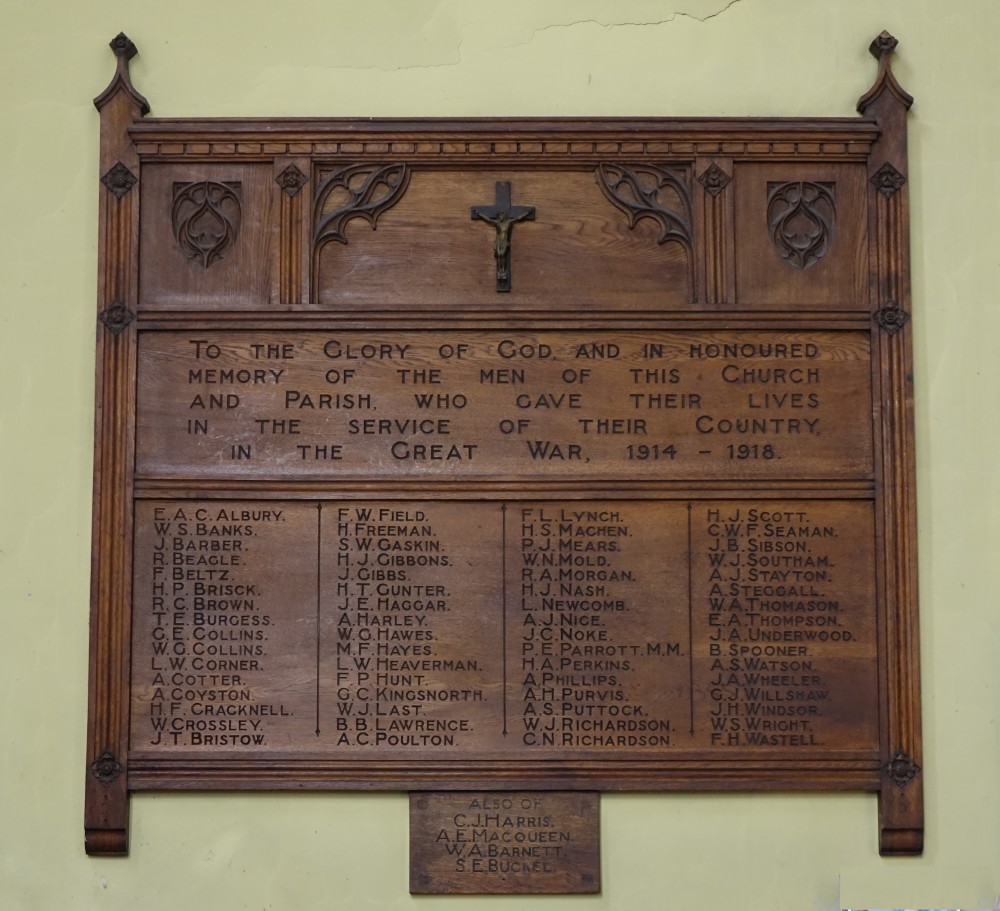 To the Glory of God, and in honoured
memory of the men of this Church
and Parish, who gave their lives
in the service of their Country,
in the Great War, 1914 – 1918.
E.A.C. Albury.
W.S. Banks.
J. Barber.
R. Beagle.
F. Beltz.
H.P. Brisck.
R.C. Brown.
T.E. Burgess.
G.E. Collins.
W.G. Collins.
L.W. Corner.
A. Cotter.
A. Coyston.
H.F. Cracknell.
W. Crossley.
J.T. Bristow.
F.W. Field.
H. Freeman.
S.W. Gaskin.
H.J. Gibbons.
J. Gibbs.
H.T. Gunter.
J.E. Haggar.
A. Harley.
W.G. Hawes.
M.F. Hayes.
L.W. Heaverman.
F.P. Hunt.
G.C. Kingsnorth.
W.J. Last.
B.B. Lawrence.
A.C. Poulton.
F.L. Lynch.
H.S. Machen.
P.J. Mears.
W.N. Mold.
R.A. Morgan.
H.J. Nash.
L. Newcomb.
A.J. Nice.
J.C. Noke.
P.E. Parrott. M.M.
H.A. Perkins.
A. Phillips.
A.H. Purvis.
A.S. Puttock.
W.J. Richardson.
C.N. Richardson.
H.J. Scott.
C.W.F. Seaman.
J.B. Sibson.
W.J. Southam.
A.J. Stayton.
A. Steggall.
W.A. Thomason.
E.A. Thompson.
J.A. Underwood.
B. Spooner.
A.S. Watson.
J.A. Wheeler.
G.J. Willshaw.
J.H. Windsor.
W.S. Wright.
F.H. Wastell.
Also of
C.J. Harris.
A.E. Macqueen.
W.A. Barnett.
S.E. Buckel.